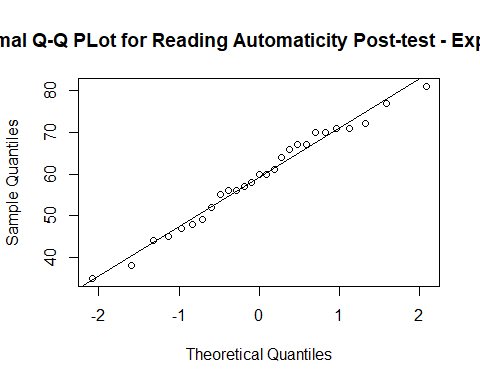 mal Q-Q PLot for Reading Automaticity Post-test - Exp
Sample Quantiles
80
70
60
50
40
-2 -1 0 1 2
Theoretical Quantiles